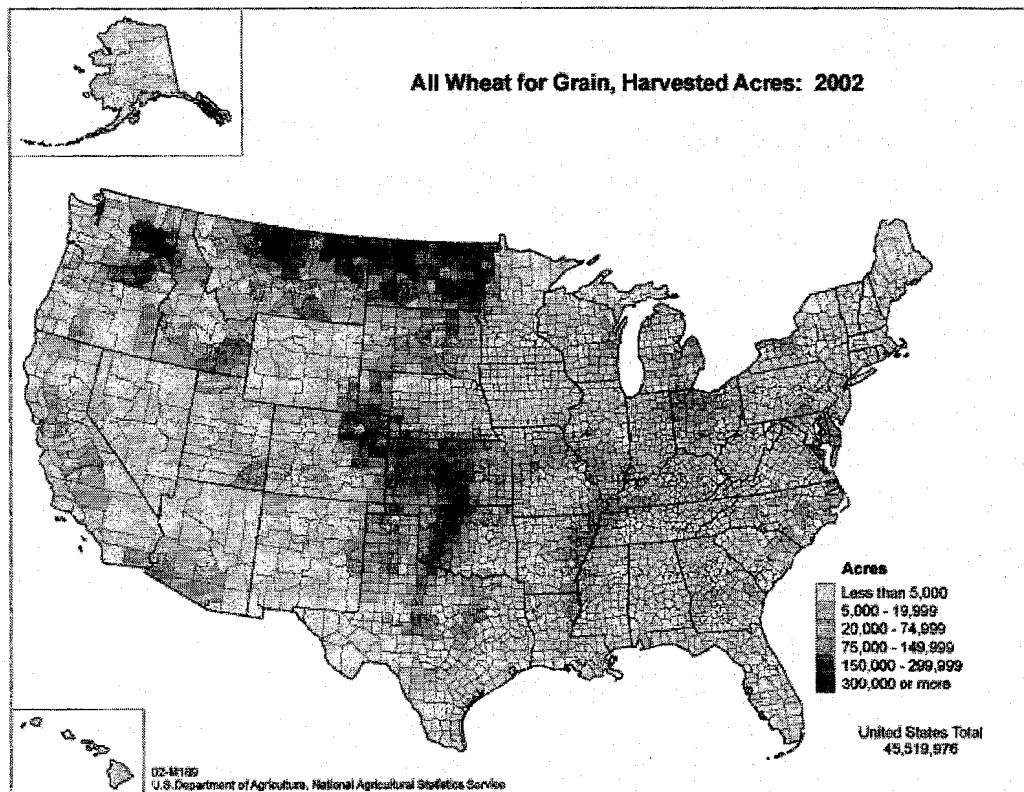 All Wheat for Grain, Harvested Acres: 2002
Acres
Less than 5,000
5,000 - 19,999
20,000 - 74,999
75,000 - 149,999
150,000 - 299,999
300,000 or more
United States Total
45,519,976
02-M189
U.S. Department of Agriculture, National Agricultural Statistics Service